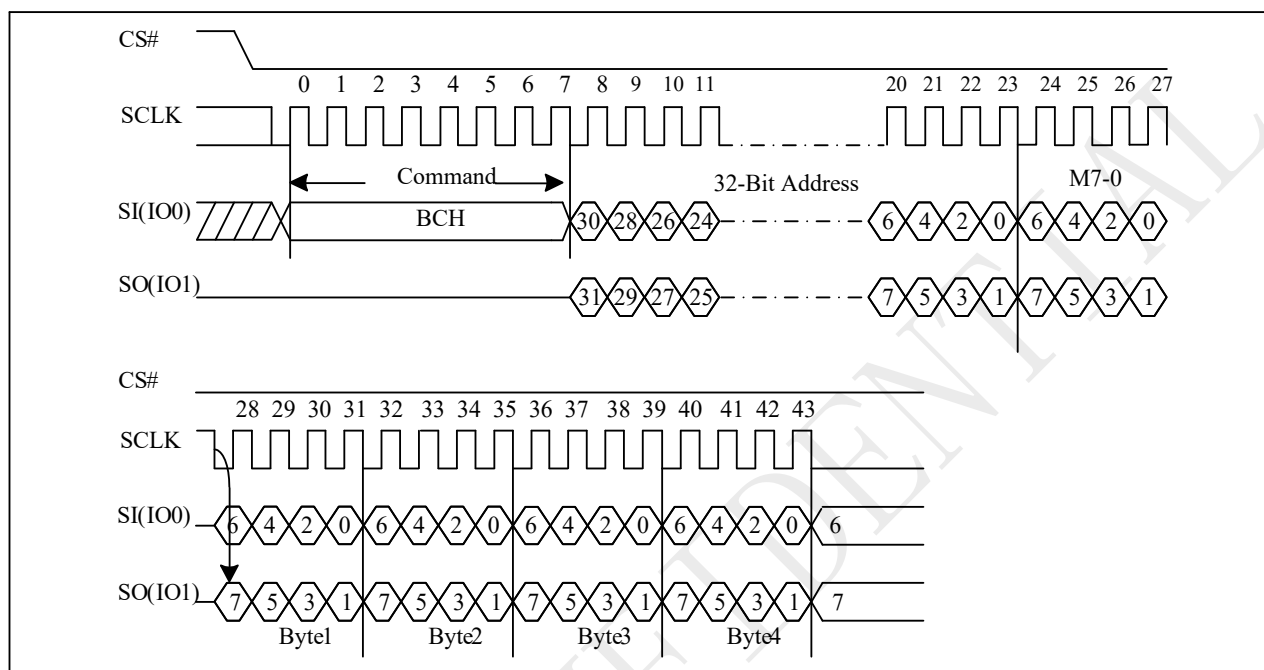 CS#
0 1 2 3 4 5 6 7 8 9 10 11 20 21 22 23 24 25 26 27
SCLK
Command 32-Bit Address M7-0
SI(IO0) BCH 30 28 26 24 6 4 2 0 6 4 2 0
SO(IO1) 31 29 27 25 7 5 3 1 7 5 3 1
CS#
28 29 30 31 32 33 34 35 36 37 38 39 40 41 42 43
SCLK
SI(IO0) 6 4 2 0 6 4 2 0 6 4 2 0 6 4 2 0 6
SO(IO1) 7 5 3 1 7 5 3 1 7 5 3 1 7 5 3 1 7
Byte1 Byte2 Byte3 Byte4